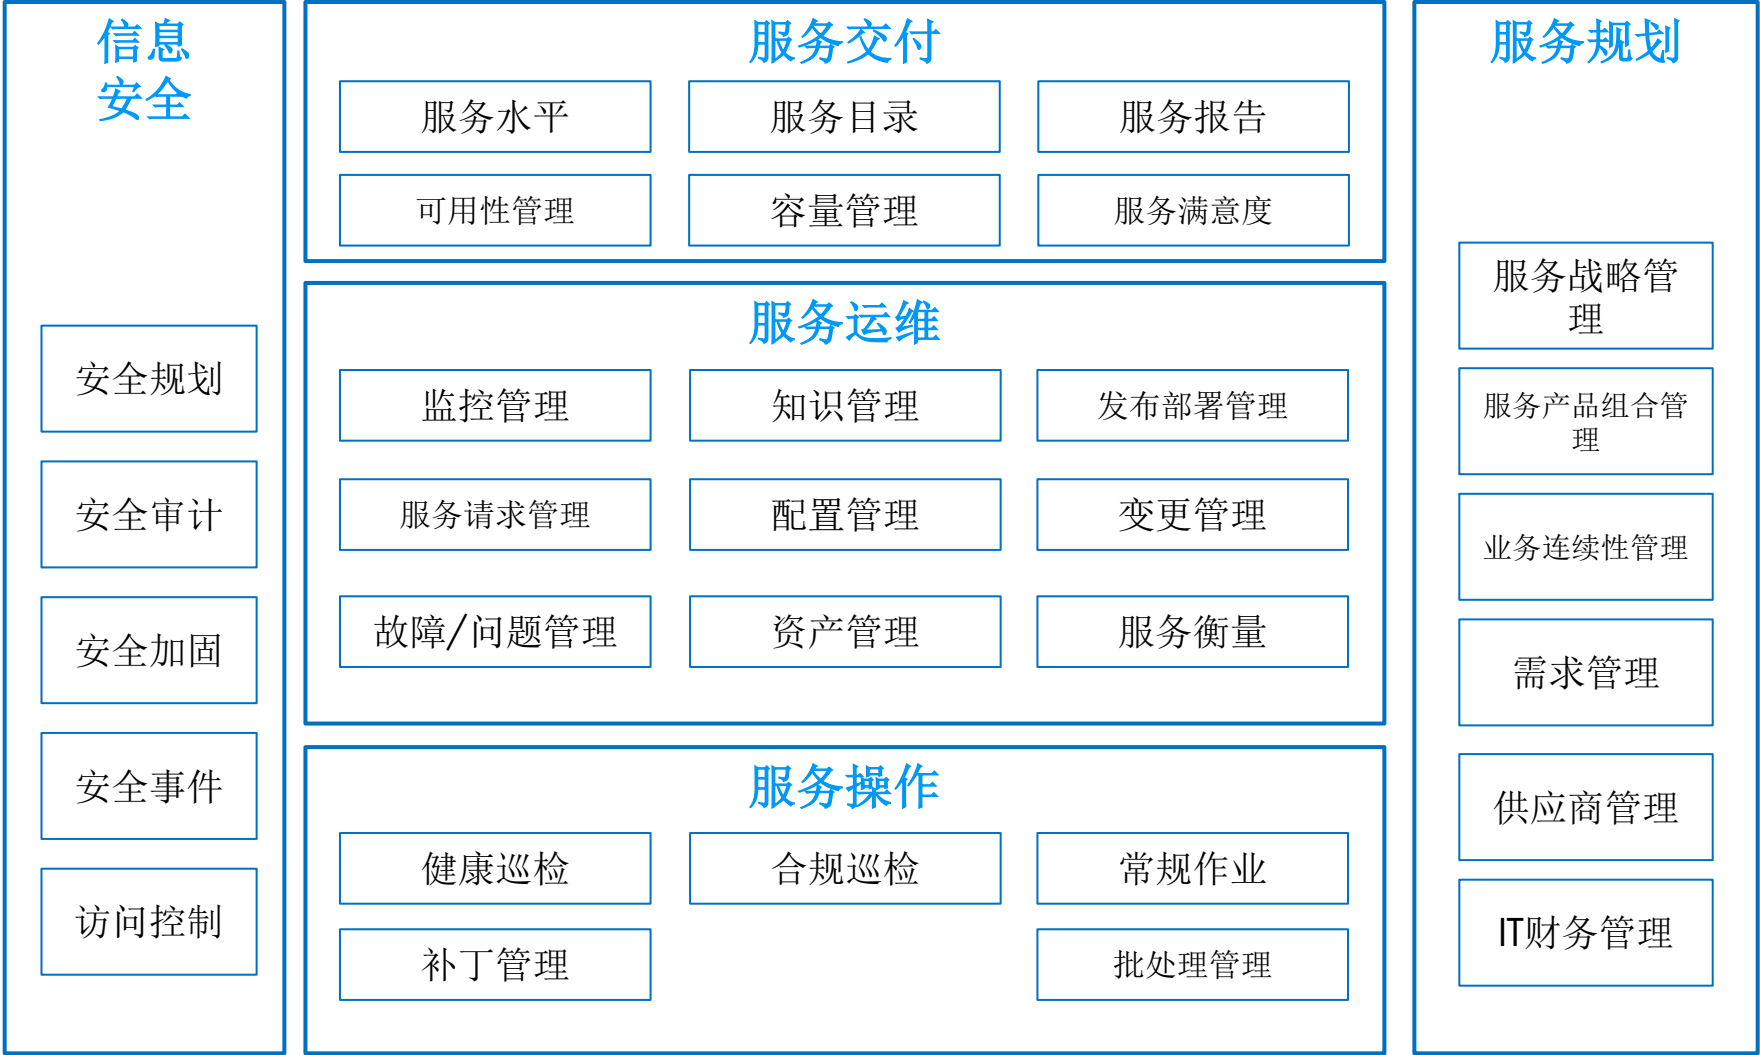 信息
安全
安全规划
安全审计
安全加固
安全事件
访问控制
服务交付
服务水平
服务目录
服务报告
可用性管理
容量管理
服务满意度
服务运维
监控管理
知识管理
发布部署管理
服务请求管理
配置管理
变更管理
故障/问题管理
资产管理
服务衡量
服务操作
健康巡检
合规巡检
常规作业
补丁管理
批处理管理
服务规划
服务战略管
理
服务产品组合管
理
业务连续性管理
需求管理
供应商管理
IT财务管理